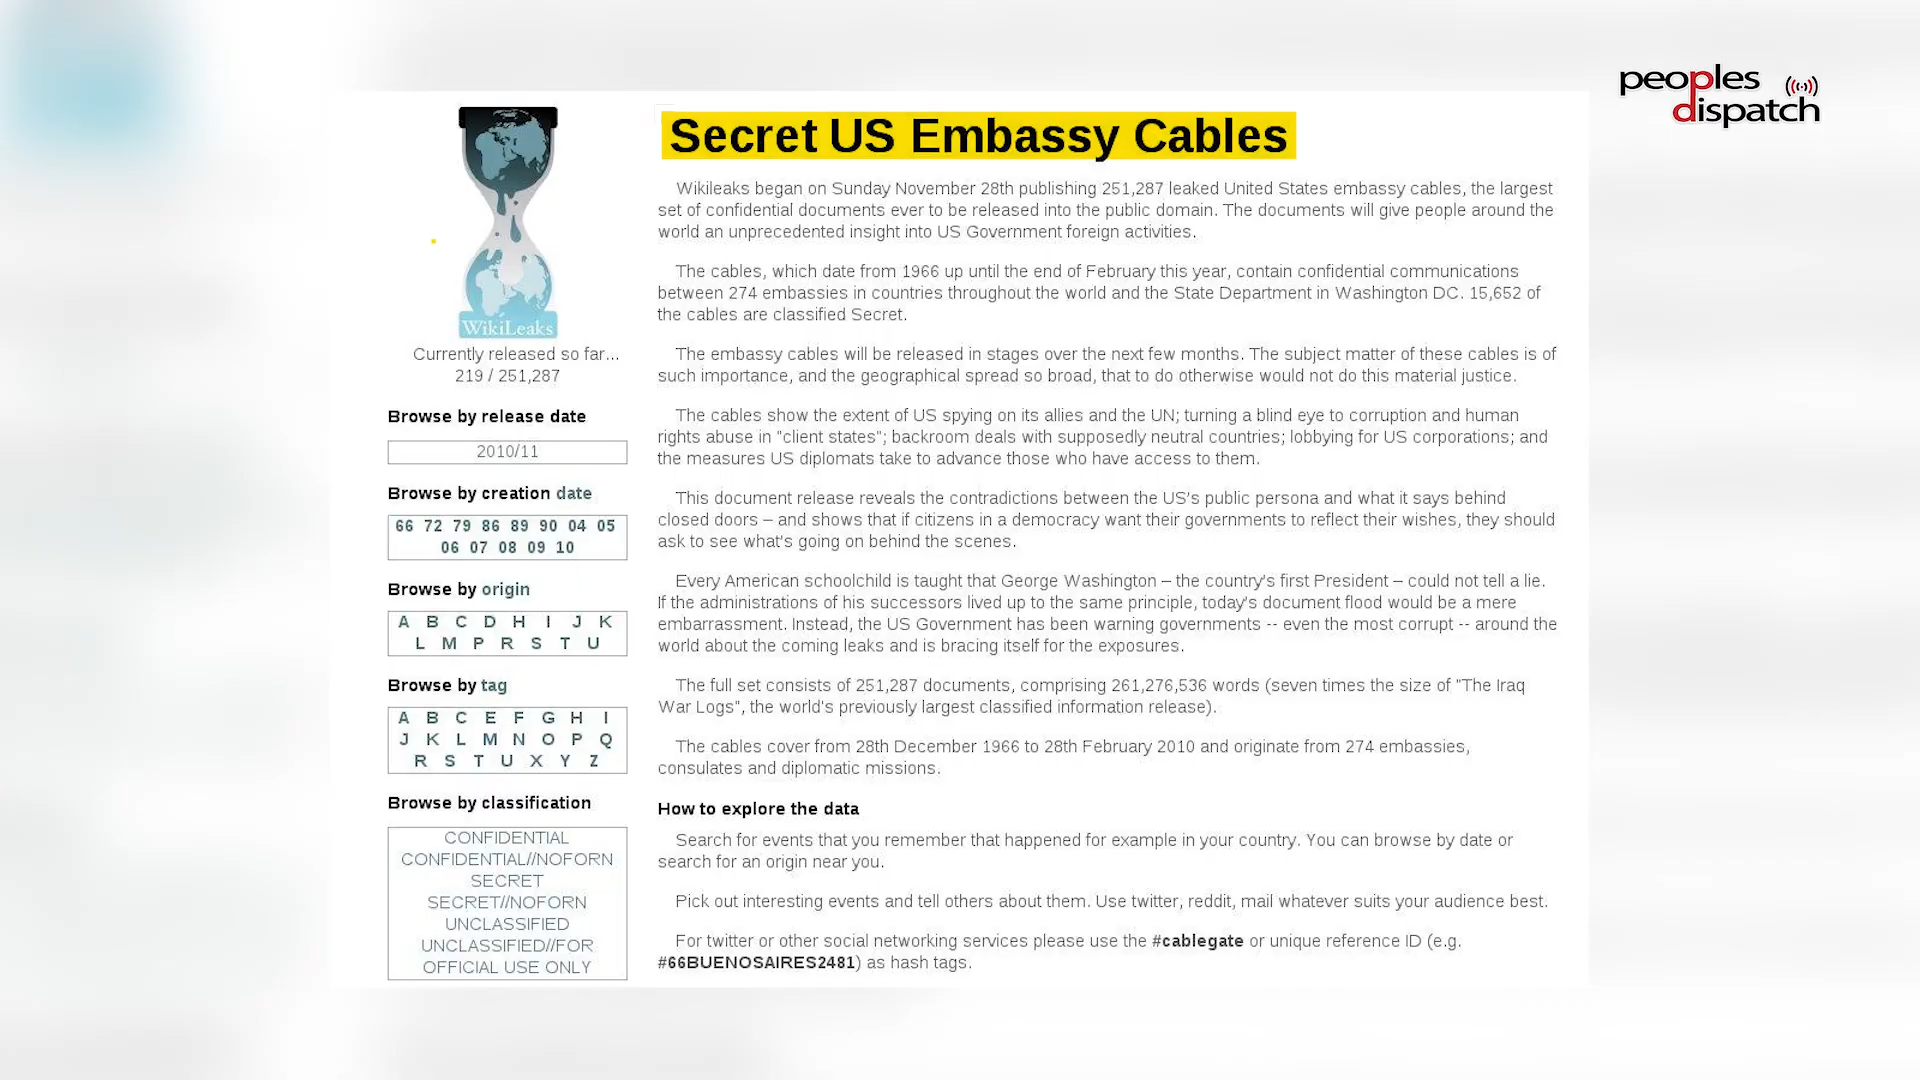 peoples
dispatch
Secret US Embassy Cables
Wikileaks began on Sunday November 28th publishing 251,287 leaked United States embassy cables, the largest
set of confidential documents ever to be released into the public domain. The documents will give people around the
world an unprecedented insight into US Government foreign activities.
The cables, which date from 1966 up until the end of February this year, contain confidential communications
between 274 embassies in countries throughout the world and the State Department in Washington DC. 15,652 of
the cables are classified Secret.
The embassy cables will be released in stages over the next few months. The subject matter of these cables is of
such importance, and the geographical spread so broad, that to do otherwise would not do this material justice.
The cables show the extent of US spying on its allies and the UN; turning a blind eye to corruption and human
rights abuse in "client states"; backroom deals with supposedly neutral countries; lobbying for US corporations; and
the measures US diplomats take to advance those who have access to them.
This document release reveals the contradictions between the US's public persona and what it says behind
closed doors – and shows that if citizens in a democracy want their governments to reflect their wishes, they should
ask to see what's going on behind the scenes.
Every American schoolchild is taught that George Washington – the country's first President – could not tell a lie.
If the administrations of his successors lived up to the same principle, today's document flood would be a mere
embarrassment. Instead, the US Government has been warning governments -- even the most corrupt -- around the
world about the coming leaks and is bracing itself for the exposures.
The full set consists of 251,287 documents, comprising 261,276,536 words (seven times the size of "The Iraq
War Logs", the world's previously largest classified information release).
The cables cover from 28th December 1966 to 28th February 2010 and originate from 274 embassies,
consulates and diplomatic missions.
How to explore the data
Search for events that you remember that happened for example in your country. You can browse by date or
search for an origin near you.
Pick out interesting events and tell others about them. Use twitter, reddit, mail whatever suits your audience best.
For twitter or other social networking services please use the #cablegate or unique reference ID (e.g.
#66BUENOSAIRES2481) as hash tags.
WikiLeaks
Currently released so far...
219 / 251,287
Browse by release date
2010/11
Browse by creation date
66 72 79 86 89 90 04 05
06 07 08 09 10
Browse by origin
A B C D H I J K
L M P R S T U
Browse by tag
A B C E F G H I
J K L M N O P Q
R S T U X Y Z
Browse by classification
CONFIDENTIAL
CONFIDENTIAL//NOFORN
SECRET
SECRET//NOFORN
UNCLASSIFIED
UNCLASSIFIED//FOR
OFFICIAL USE ONLY